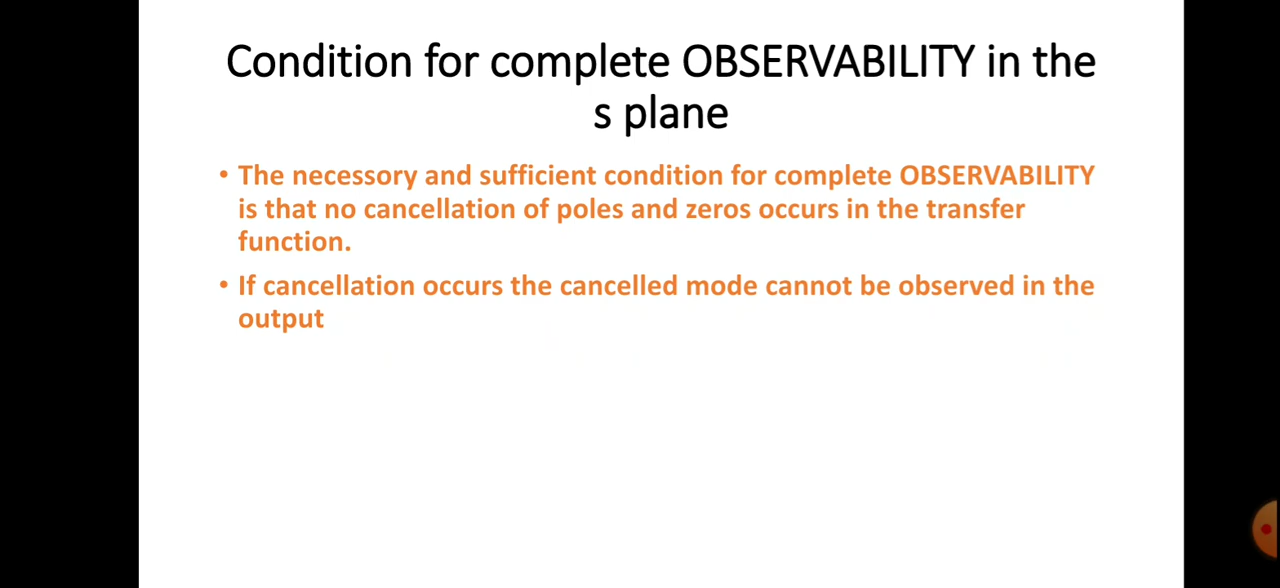 Condition for complete OBSERVABILITY in the
s plane
• The necessory and sufficient condition for complete OBSERVABILITY
is that no cancellation of poles and zeros occurs in the transfer
function.
• If cancellation occurs the cancelled mode cannot be observed in the
output